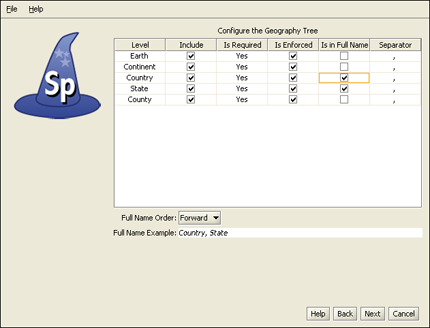 File Help
Configure the Geography Tree
Level Include Is Required Is Enforced Is in Full Name Separator
Earth Yes ,
Continent Yes ,
Country Yes ,
State Yes ,
County Yes ,
Sp
Full Name Order: Forward
Full Name Example: Country, State
Help Back Next Cancel